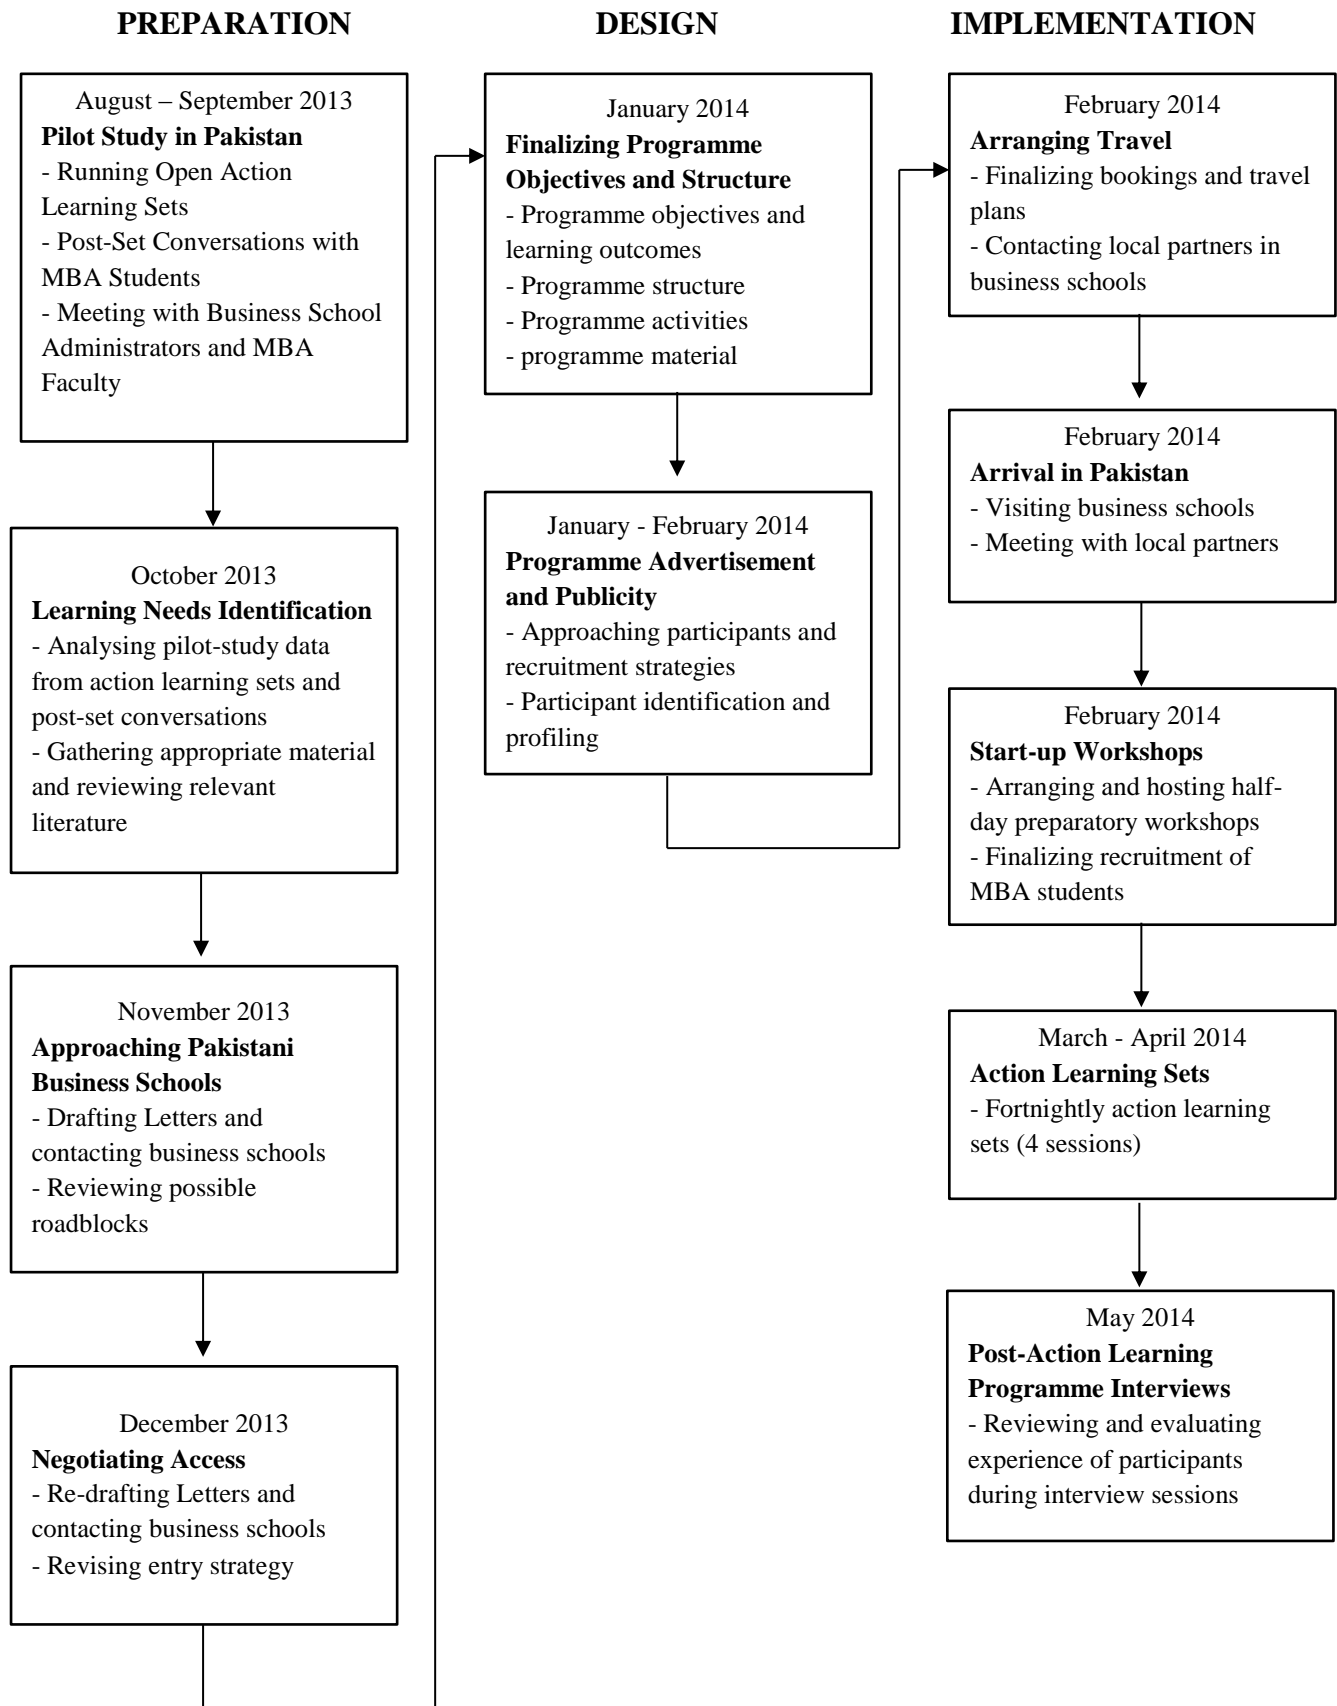 PREPARATION
August – September 2013
Pilot Study in Pakistan
- Running Open Action
Learning Sets
- Post-Set Conversations with
MBA Students
- Meeting with Business School
Administrators and MBA
Faculty
October 2013
Learning Needs Identification
- Analysing pilot-study data
from action learning sets and
post-set conversations
- Gathering appropriate material
and reviewing relevant
literature
November 2013
Approaching Pakistani
Business Schools
- Drafting Letters and
contacting business schools
- Reviewing possible
roadblocks
December 2013
Negotiating Access
- Re-drafting Letters and
contacting business schools
- Revising entry strategy
DESIGN
January 2014
Finalizing Programme
Objectives and Structure
- Programme objectives and
learning outcomes
- Programme structure
- Programme activities
- programme material
January - February 2014
Programme Advertisement
and Publicity
- Approaching participants and
recruitment strategies
- Participant identification and
profiling
IMPLEMENTATION
February 2014
Arranging Travel
- Finalizing bookings and travel
plans
- Contacting local partners in
business schools
February 2014
Arrival in Pakistan
- Visiting business schools
- Meeting with local partners
February 2014
Start-up Workshops
- Arranging and hosting half-
day preparatory workshops
- Finalizing recruitment of
MBA students
March - April 2014
Action Learning Sets
- Fortnightly action learning
sets (4 sessions)
May 2014
Post-Action Learning
Programme Interviews
- Reviewing and evaluating
experience of participants
during interview sessions